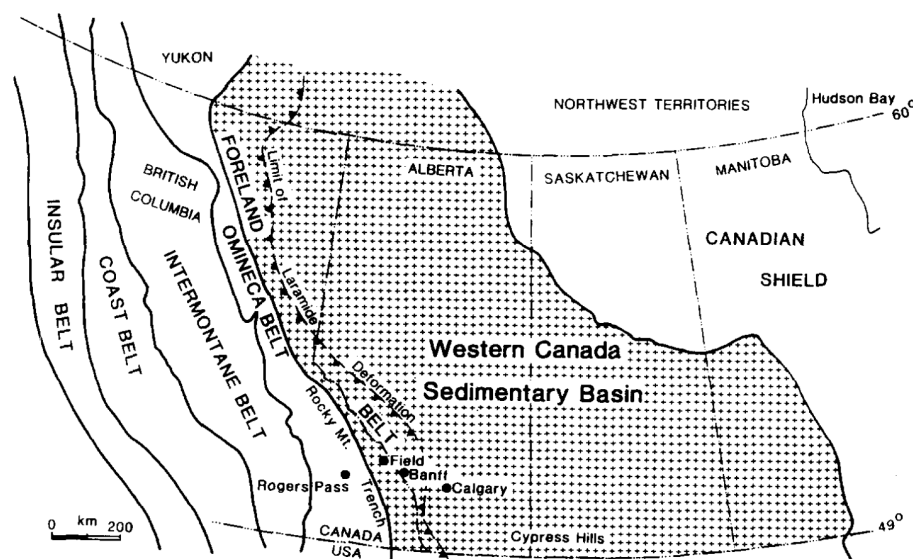 YUKON
NORTHWEST TERRITORIES
Hudson Bay
60°
FORELAND
Limit of
ALBERTA
SASKATCHEWAN
MANITOBA
BRITISH
COLUMBIA
CANADIAN
SHIELD
INSULAR BELT
COAST BELT
INTERMONTANE BELT
OMINECA BELT
Laramide
Deformation
Western Canada
Sedimentary Basin
BELT
Rocky Mt.
Trench
Field
Banff
Rogers Pass
Calgary
0 km 200
CANADA
USA
Cypress Hills
49°